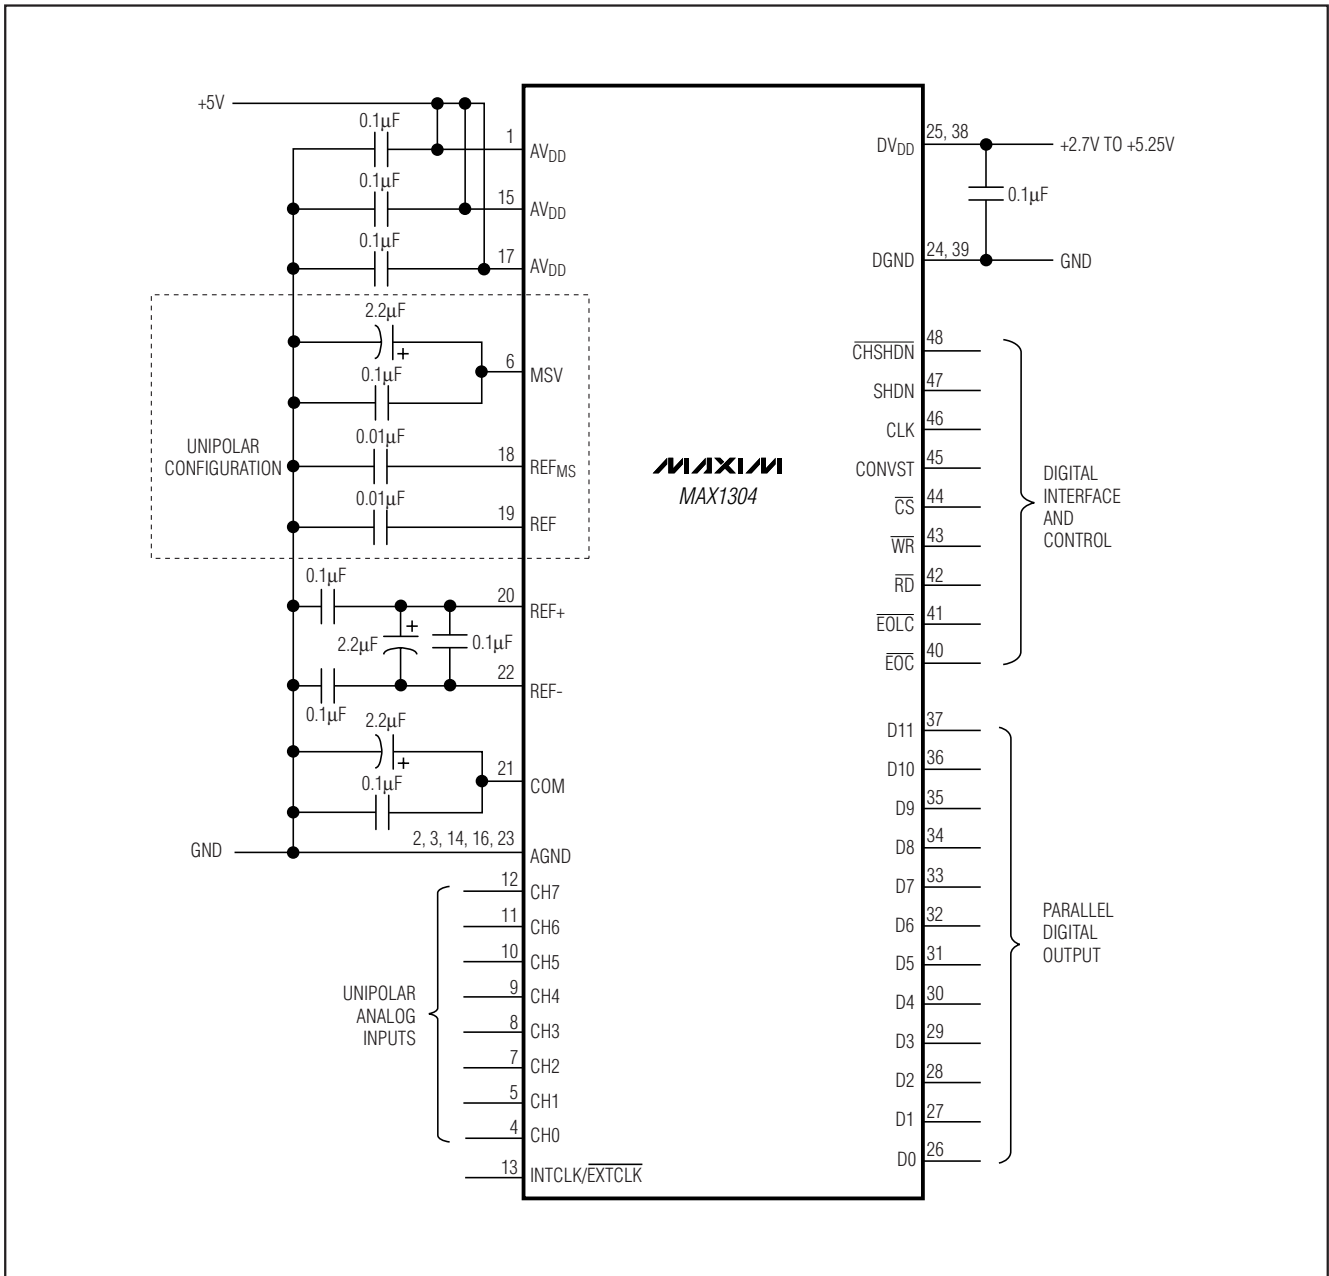 +5V
0.1µF
1
AVDD
0.1µF
15
AVDD
0.1µF
17
AVDD
2.2µF
+
6
MSV
0.1µF
UNIPOLAR
CONFIGURATION
0.01µF
18
REFMS
0.01µF
19
REF
0.1µF
20
REF+
2.2µF
+
0.1µF
22
REF-
0.1µF
2.2µF
+
21
COM
0.1µF
GND
2, 3, 14, 16, 23
AGND
12
CH7
11
CH6
10
CH5
9
CH4
8
CH3
7
CH2
5
CH1
4
CH0
UNIPOLAR
ANALOG
INPUTS
13
INTCLK/EXTCLK
MAXIM
MAX1304
DVDD
25, 38
+2.7V TO +5.25V
0.1µF
DGND
24, 39
GND
CHSHDN
48
SHDN
47
CLK
46
CONVST
45
CS
44
WR
43
RD
42
EOLC
41
EOC
40
DIGITAL
INTERFACE
AND
CONTROL
D11
37
D10
36
D9
35
D8
34
D7
33
D6
32
D5
31
D4
30
D3
29
D2
28
D1
27
D0
26
PARALLEL
DIGITAL
OUTPUT